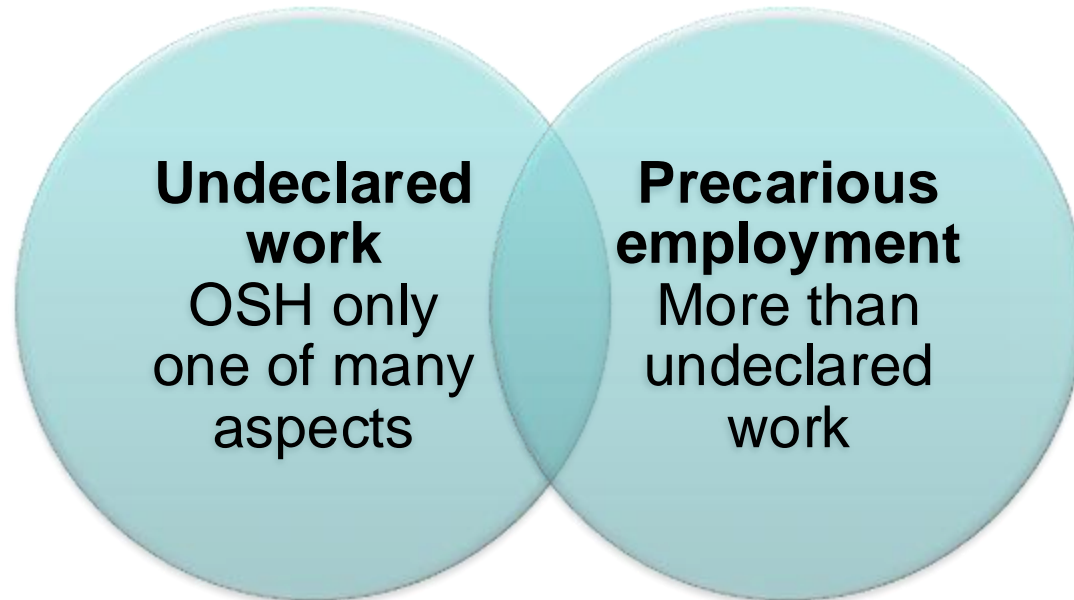 Undeclared
work
OSH only
one of many
aspects
Precarious
employment
More than
undeclared
work